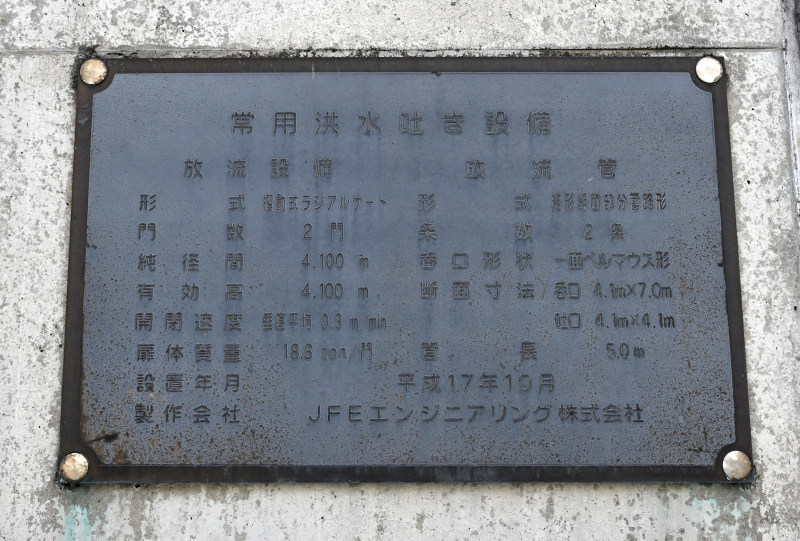 常用洪水吐き設備
放流設備 放流管
形式 摺動式ラジアルゲート 形式 矩形断面部分管路形
門数 2門 条数 2条
純径間 4.100 m 呑口形状 一面ベルマウス形
有効高 4.100 m 断面寸法 呑口 4.1m×7.0m
開閉速度 垂直平均 0.3 m/min 吐口 4.1m×4.1m
扉体質量 18.8 ton/門 管長 5.0m
設置年月 平成17年10月
製作会社 JFEエンジニアリング株式会社